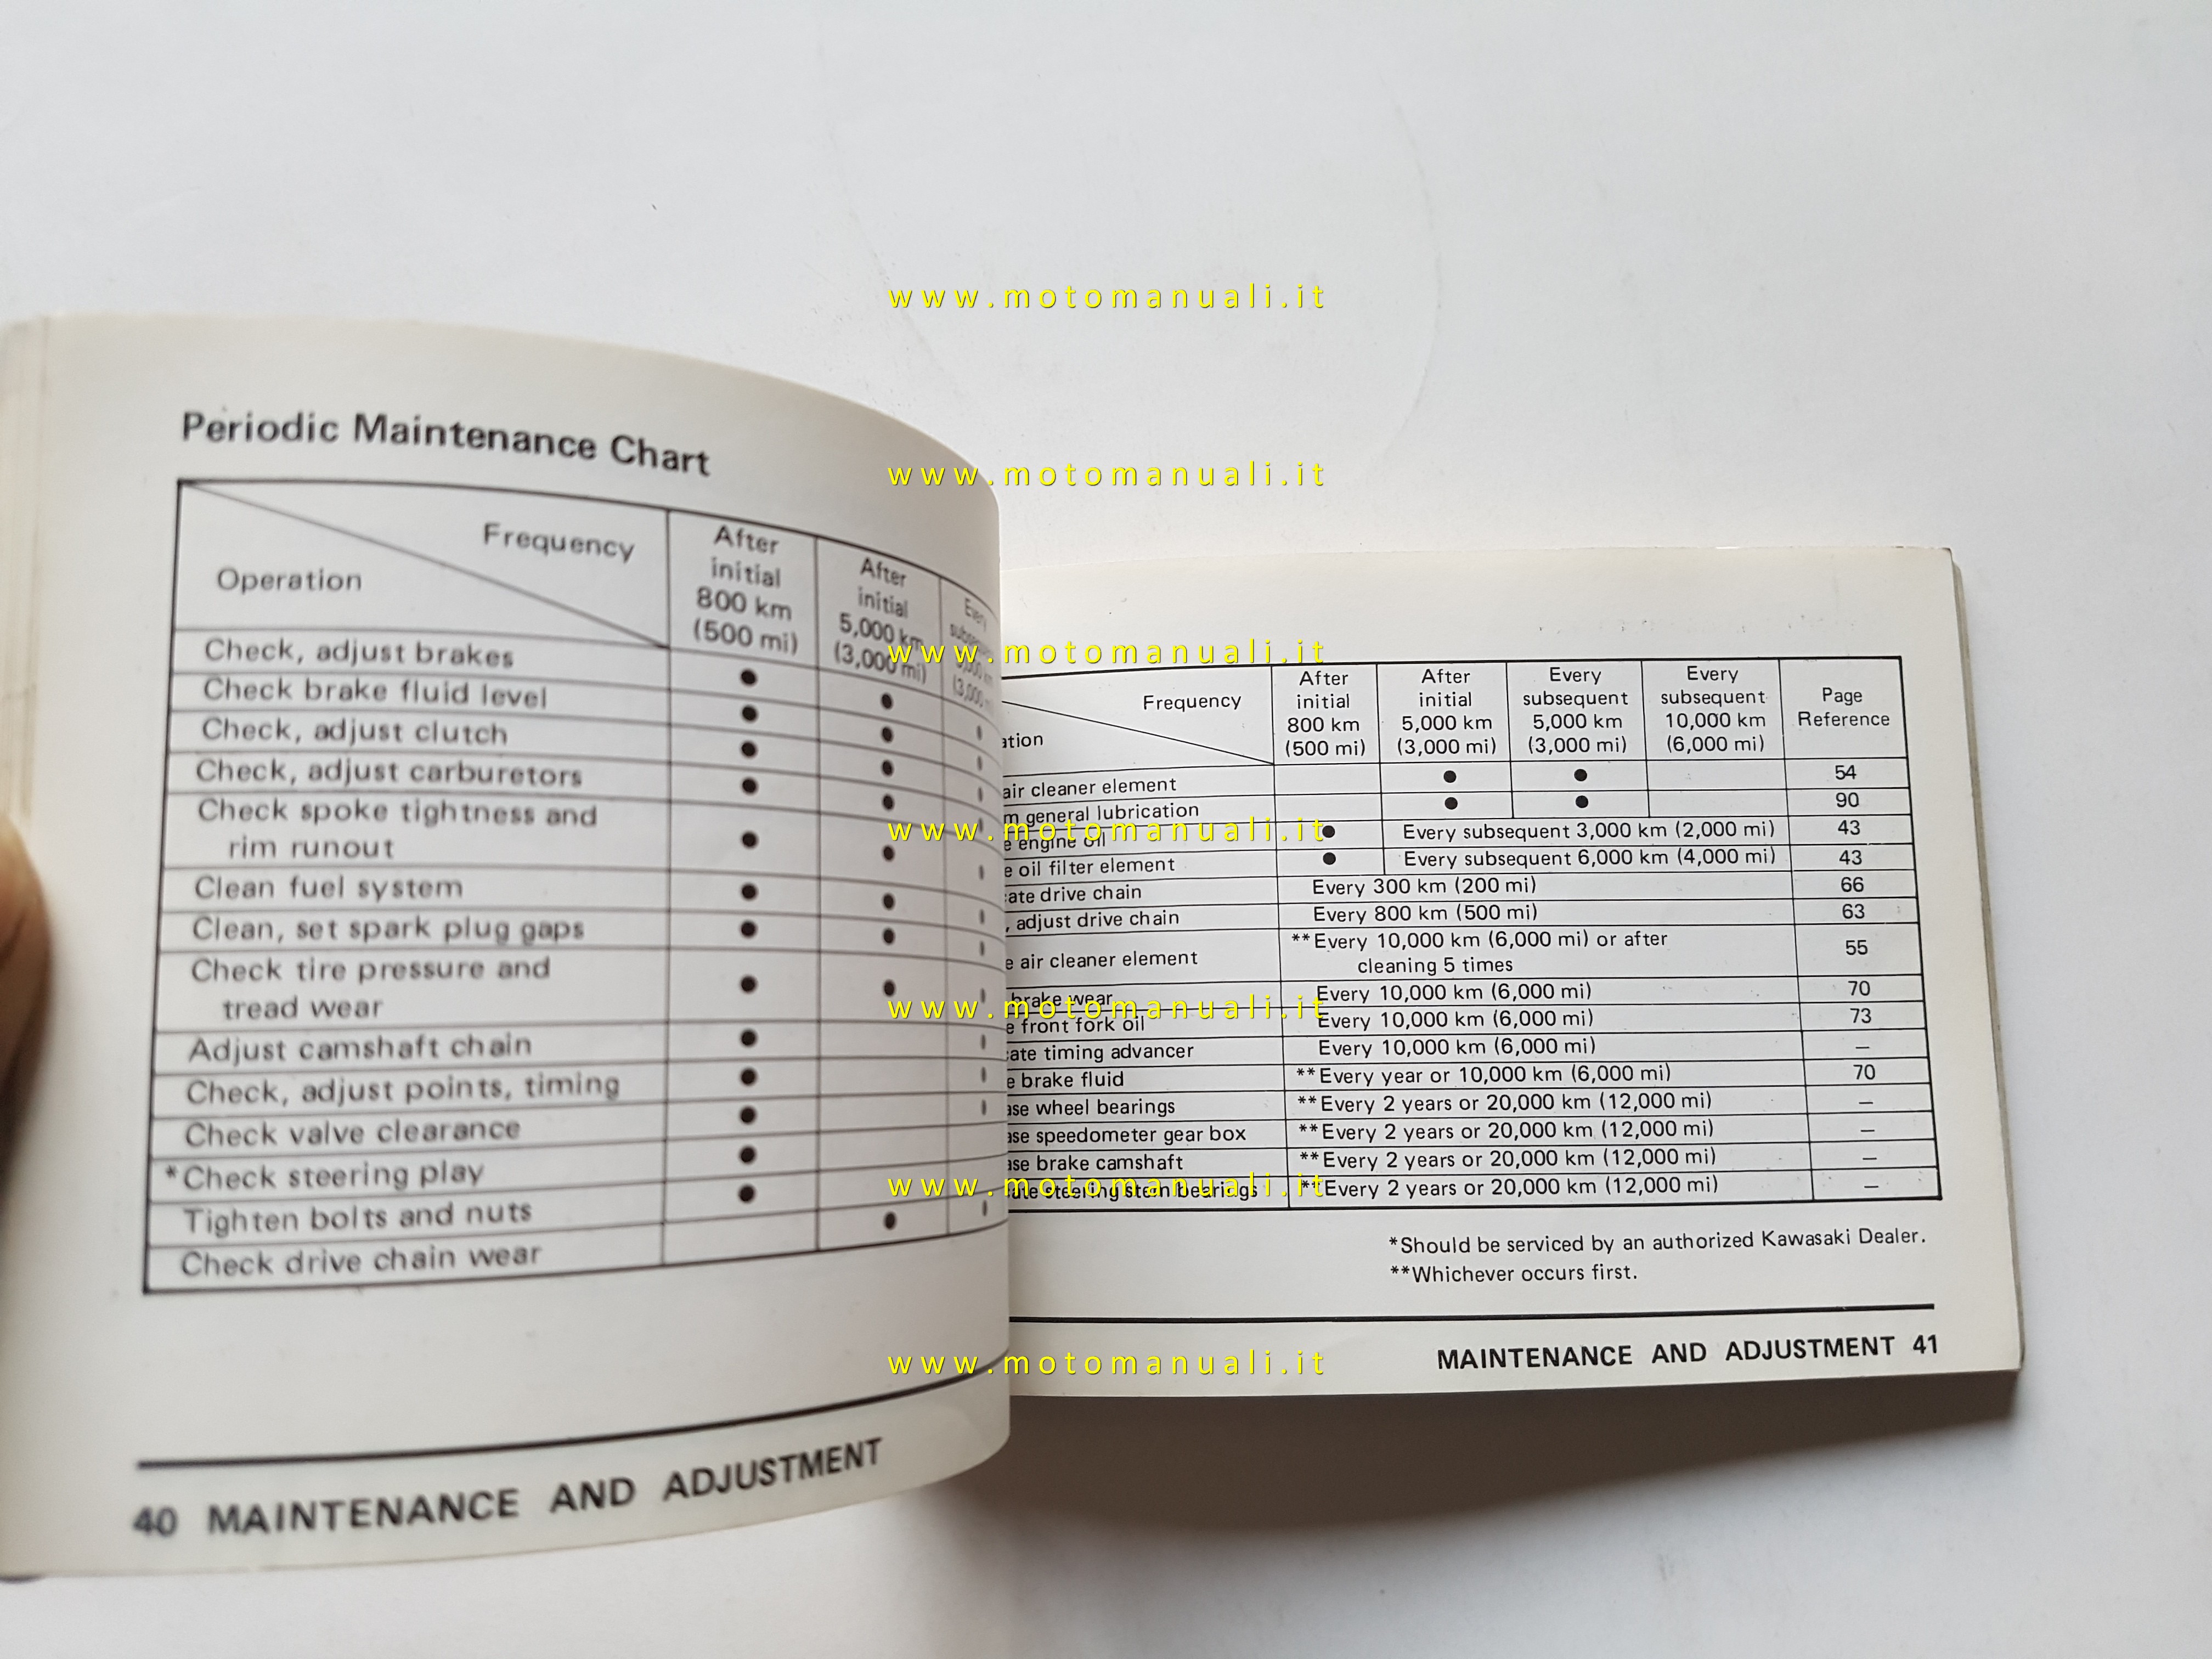 www.motomanuali.it
www.motomanuali.it
www.motomanuali.it
www.motomanuali.it
www.motomanuali.it
www.motomanuali.it
www.motomanuali.it
Periodic Maintenance Chart
Frequency
Operation
After
initial
800 km
(500 mi)
After
initial
5,000 km
(3,000 mi)
Every
Check, adjust brakes ●
Check brake fluid level ● ●
Check, adjust clutch ● ●
Check, adjust carburetors ● ●
Check spoke tightness and
rim runout ● ●
Clean fuel system ● ●
Clean, set spark plug gaps ● ●
Check tire pressure and
tread wear ● ●
Adjust camshaft chain ●
Check, adjust points, timing ●
Check valve clearance ●
*Check steering play ●
Tighten bolts and nuts ●
Check drive chain wear ●
40 MAINTENANCE AND ADJUSTMENT
Frequency
After
initial
800 km
(500 mi)
After
initial
5,000 km
(3,000 mi)
Every
subsequent
5,000 km
(3,000 mi)
Every
subsequent
10,000 km
(6,000 mi)
Page
Reference
air cleaner element ● ● 54
general lubrication ● ● 90
engine oil ● Every subsequent 3,000 km (2,000 mi) 43
oil filter element ● Every subsequent 6,000 km (4,000 mi) 43
drive chain Every 300 km (200 mi) 66
, adjust drive chain Every 800 km (500 mi) 63
air cleaner element **Every 10,000 km (6,000 mi) or after
cleaning 5 times 55
brake wear Every 10,000 km (6,000 mi) 70
front fork oil Every 10,000 km (6,000 mi) 73
timing advancer Every 10,000 km (6,000 mi) —
brake fluid **Every year or 10,000 km (6,000 mi) 70
wheel bearings **Every 2 years or 20,000 km (12,000 mi) —
speedometer gear box **Every 2 years or 20,000 km (12,000 mi) —
brake camshaft **Every 2 years or 20,000 km (12,000 mi) —
steering stem bearings **Every 2 years or 20,000 km (12,000 mi) —
*Should be serviced by an authorized Kawasaki Dealer.
**Whichever occurs first.
MAINTENANCE AND ADJUSTMENT 41